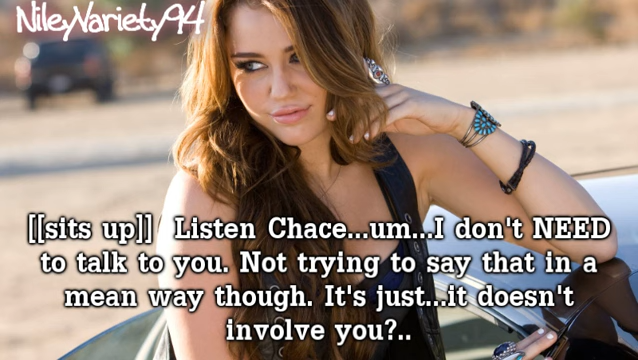 NileyVariety94
[[sits up]] Listen Chace...um...I don't NEED
to talk to you. Not trying to say that in a
mean way though. It's just...it doesn't
involve you?..